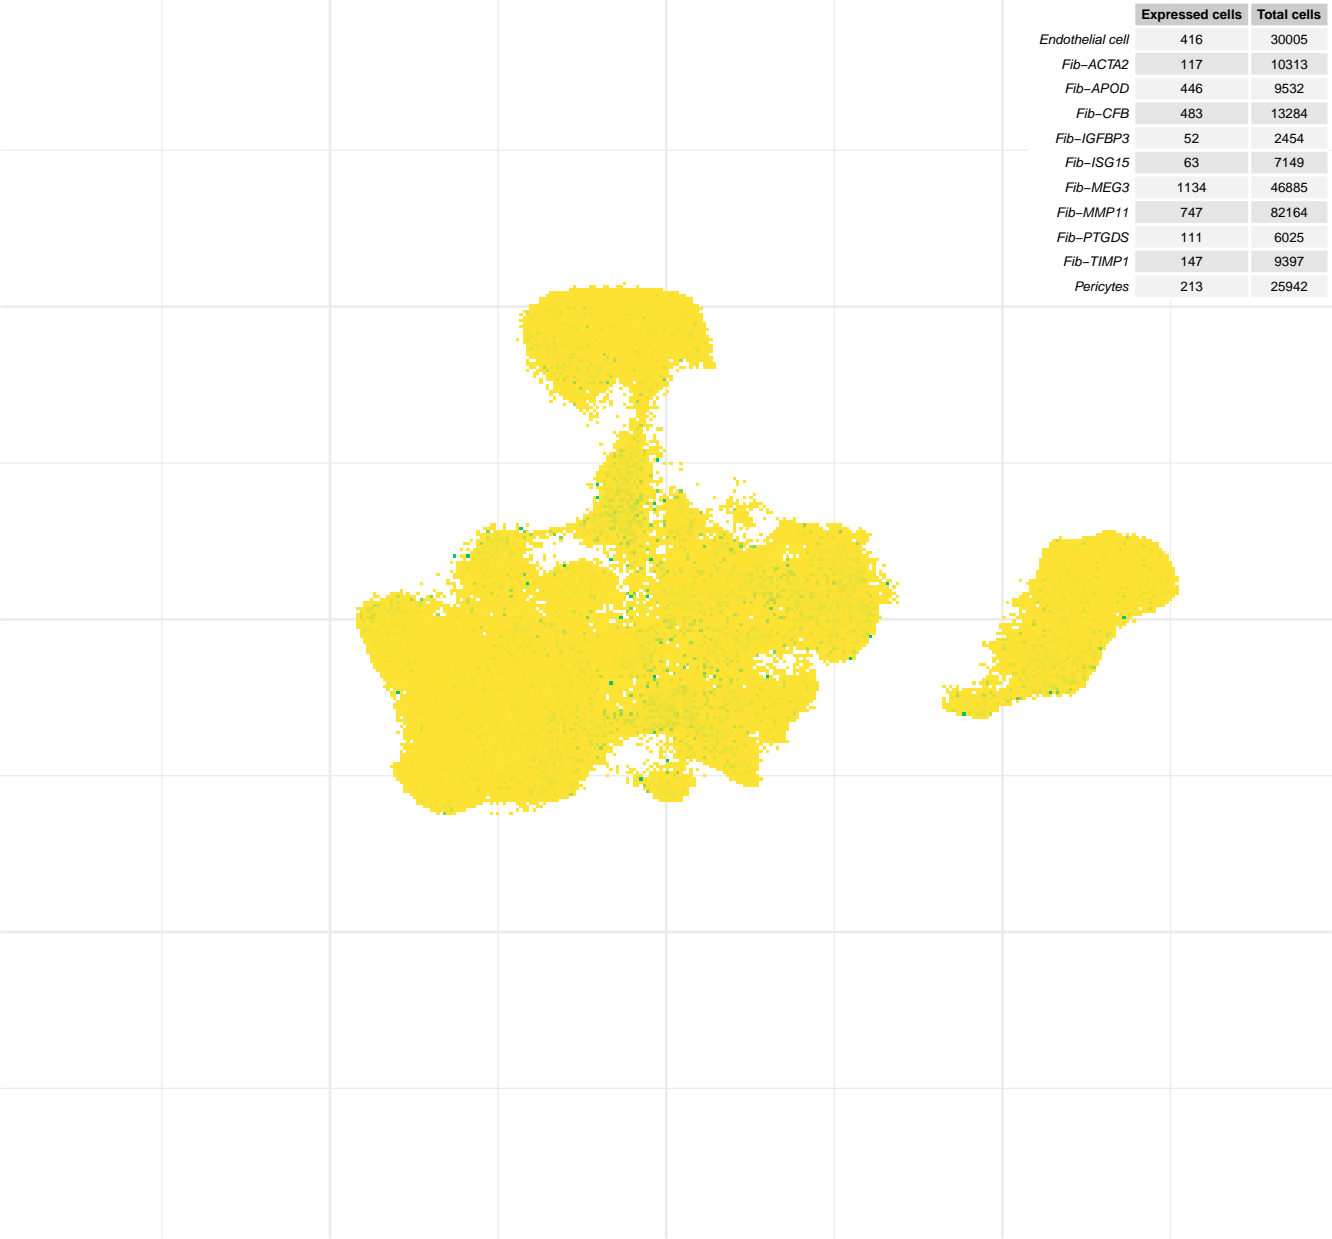 Expressed cells Total cells
Endothelial cell 416 30005
Fib−ACTA2 117 10313
Fib−APOD 446 9532
Fib−CFB 483 13284
Fib−IGFBP3 52 2454
Fib−ISG15 63 7149
Fib−MEG3 1134 46885
Fib−MMP11 747 82164
Fib−PTGDS 111 6025
Fib−TIMP1 147 9397
Pericytes 213 25942